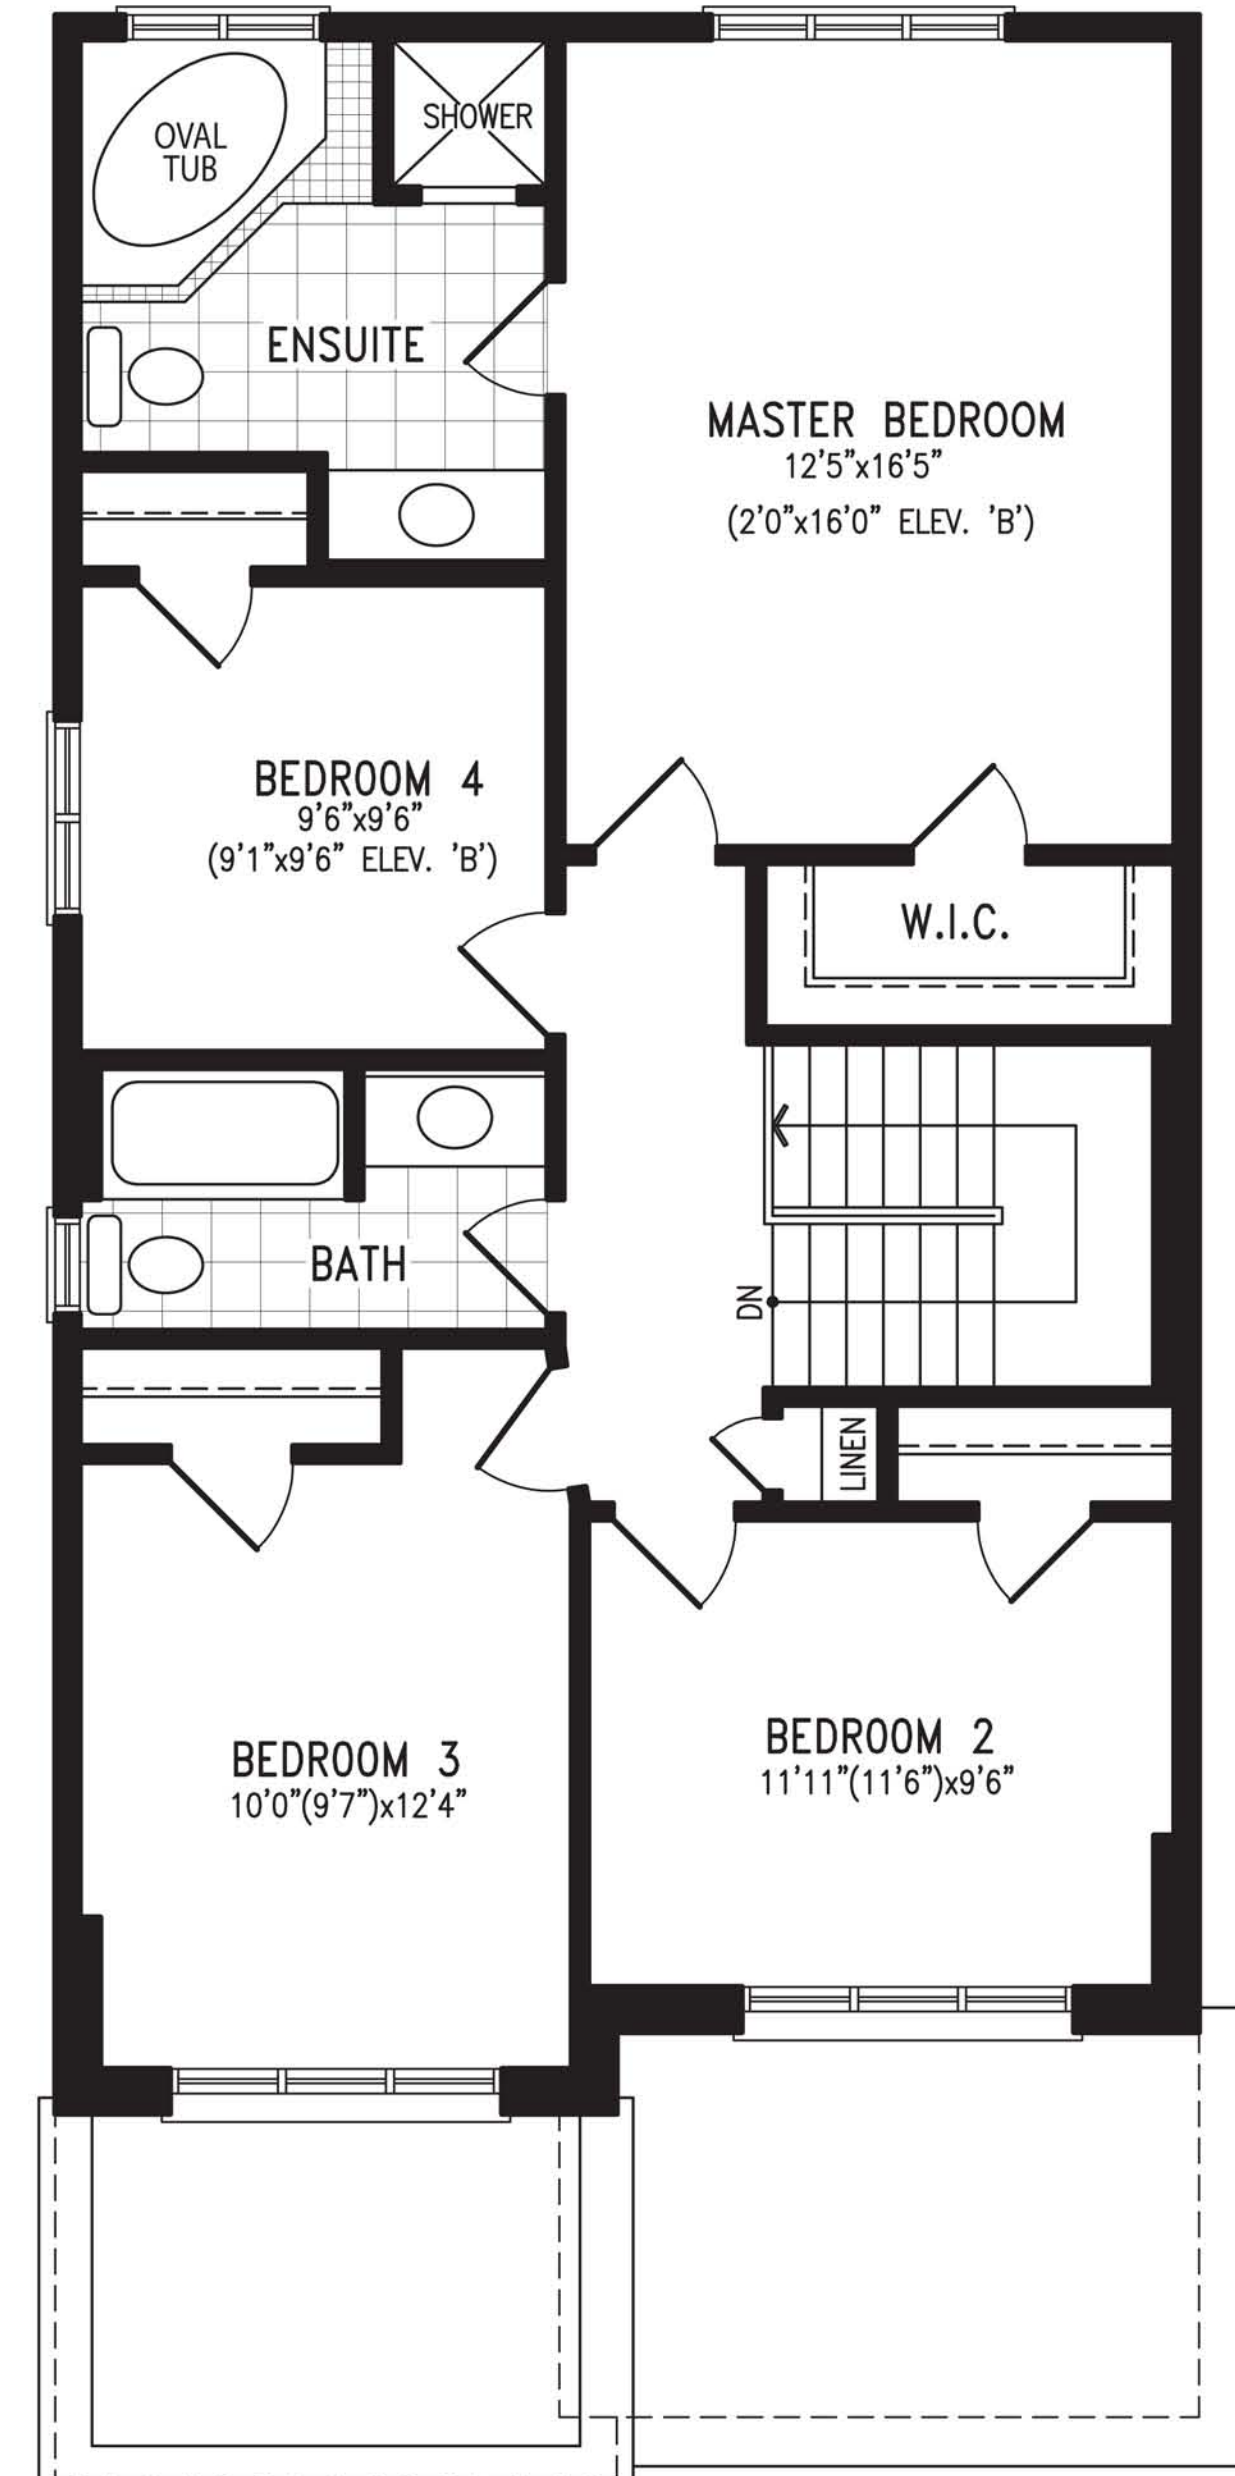 OVAL
TUB
SHOWER
ENSUITE
MASTER BEDROOM
12'5"x16'5"
(2'0"x16'0" ELEV. 'B')
BEDROOM 4
9'6"x9'6"
(9'1"x9'6" ELEV. 'B')
W.I.C.
BATH
DN
LINEN
BEDROOM 2
11'11"(11'6")x9'6"
BEDROOM 3
10'0"(9'7")x12'4"